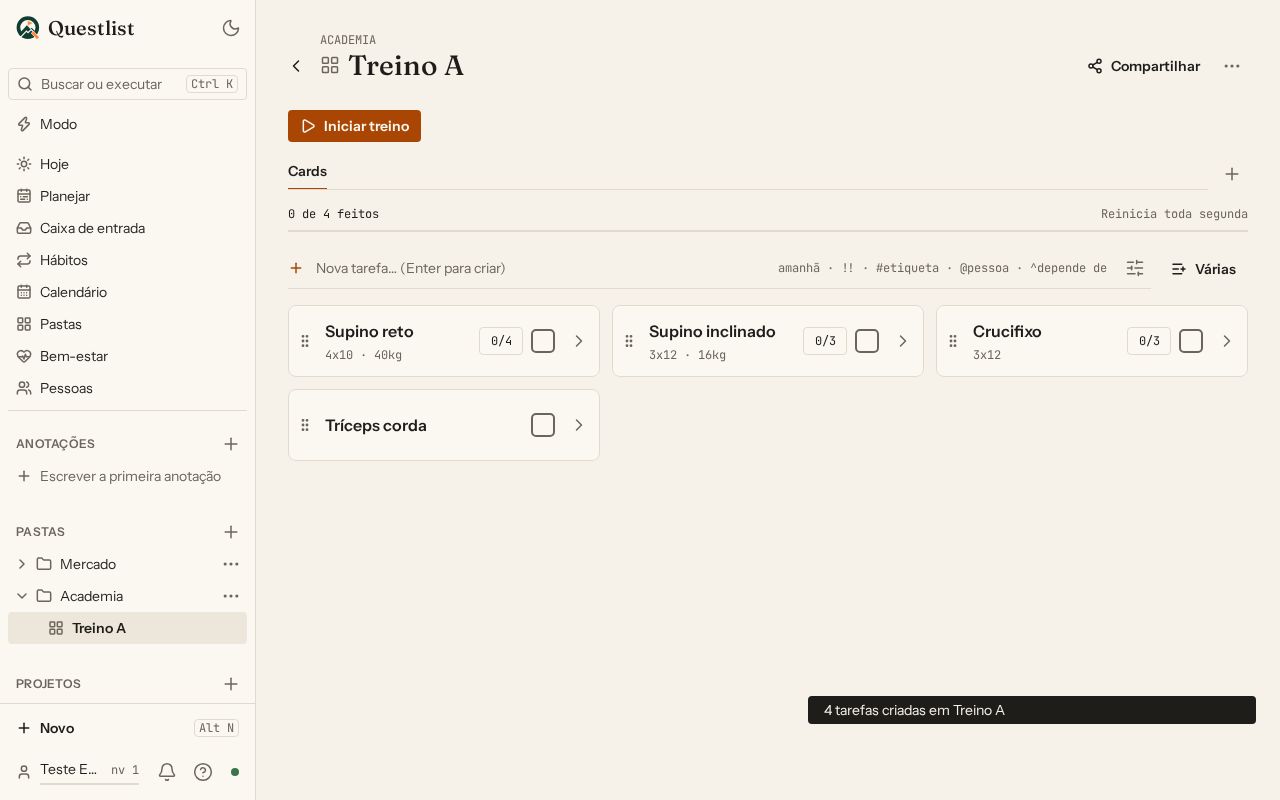 Questlist
Buscar ou executar Ctrl K
Modo
Hoje
Planejar
Caixa de entrada
Hábitos
Calendário
Pastas
Bem-estar
Pessoas
ANOTAÇÕES
Escrever a primeira anotação
PASTAS
Mercado
Academia
Treino A
PROJETOS
Novo Alt N
Teste E... nv 1
ACADEMIA
Treino A
Compartilhar
Iniciar treino
Cards
0 de 4 feitos Reinicia toda segunda
Nova tarefa... (Enter para criar) amanhã · !! · #etiqueta · @pessoa · ^depende de Várias
Supino reto 0/4
4x10 · 40kg
Supino inclinado 0/3
3x12 · 16kg
Crucifixo 0/3
3x12
Tríceps corda
4 tarefas criadas em Treino A